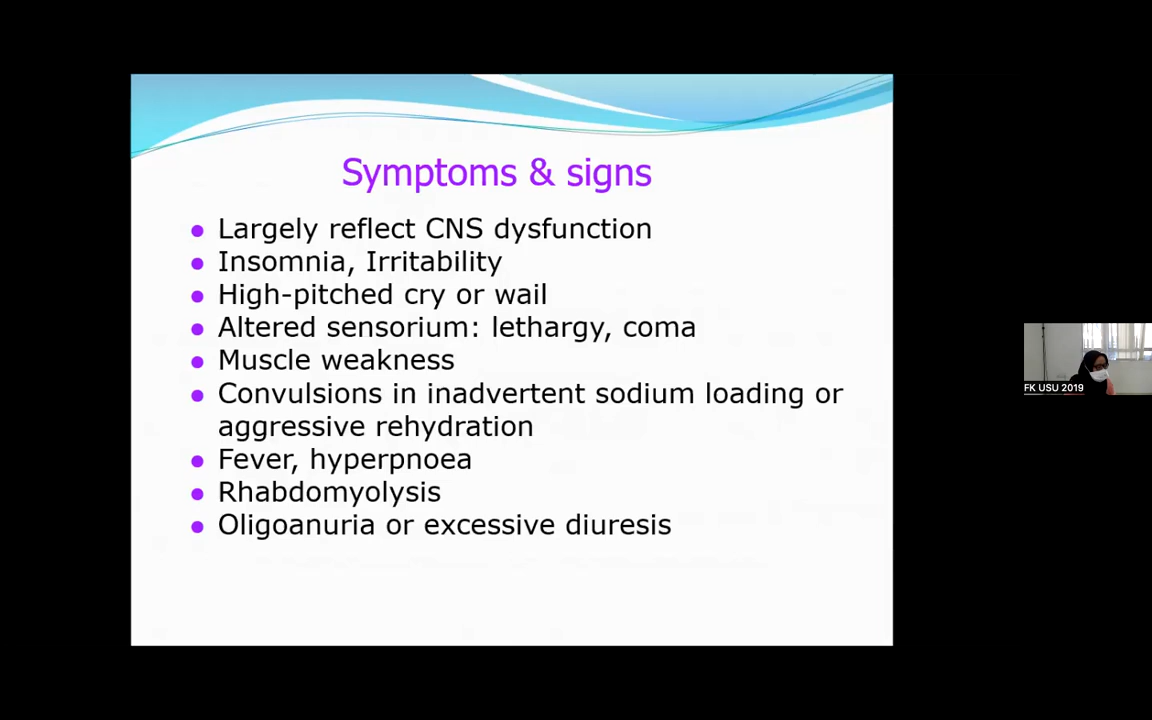 Symptoms & signs
Largely reflect CNS dysfunction
Insomnia, Irritability
High-pitched cry or wail
Altered sensorium: lethargy, coma
Muscle weakness
Convulsions in inadvertent sodium loading or
aggressive rehydration
Fever, hyperpnoea
Rhabdomyolysis
Oligoanuria or excessive diuresis
FK USU 2019